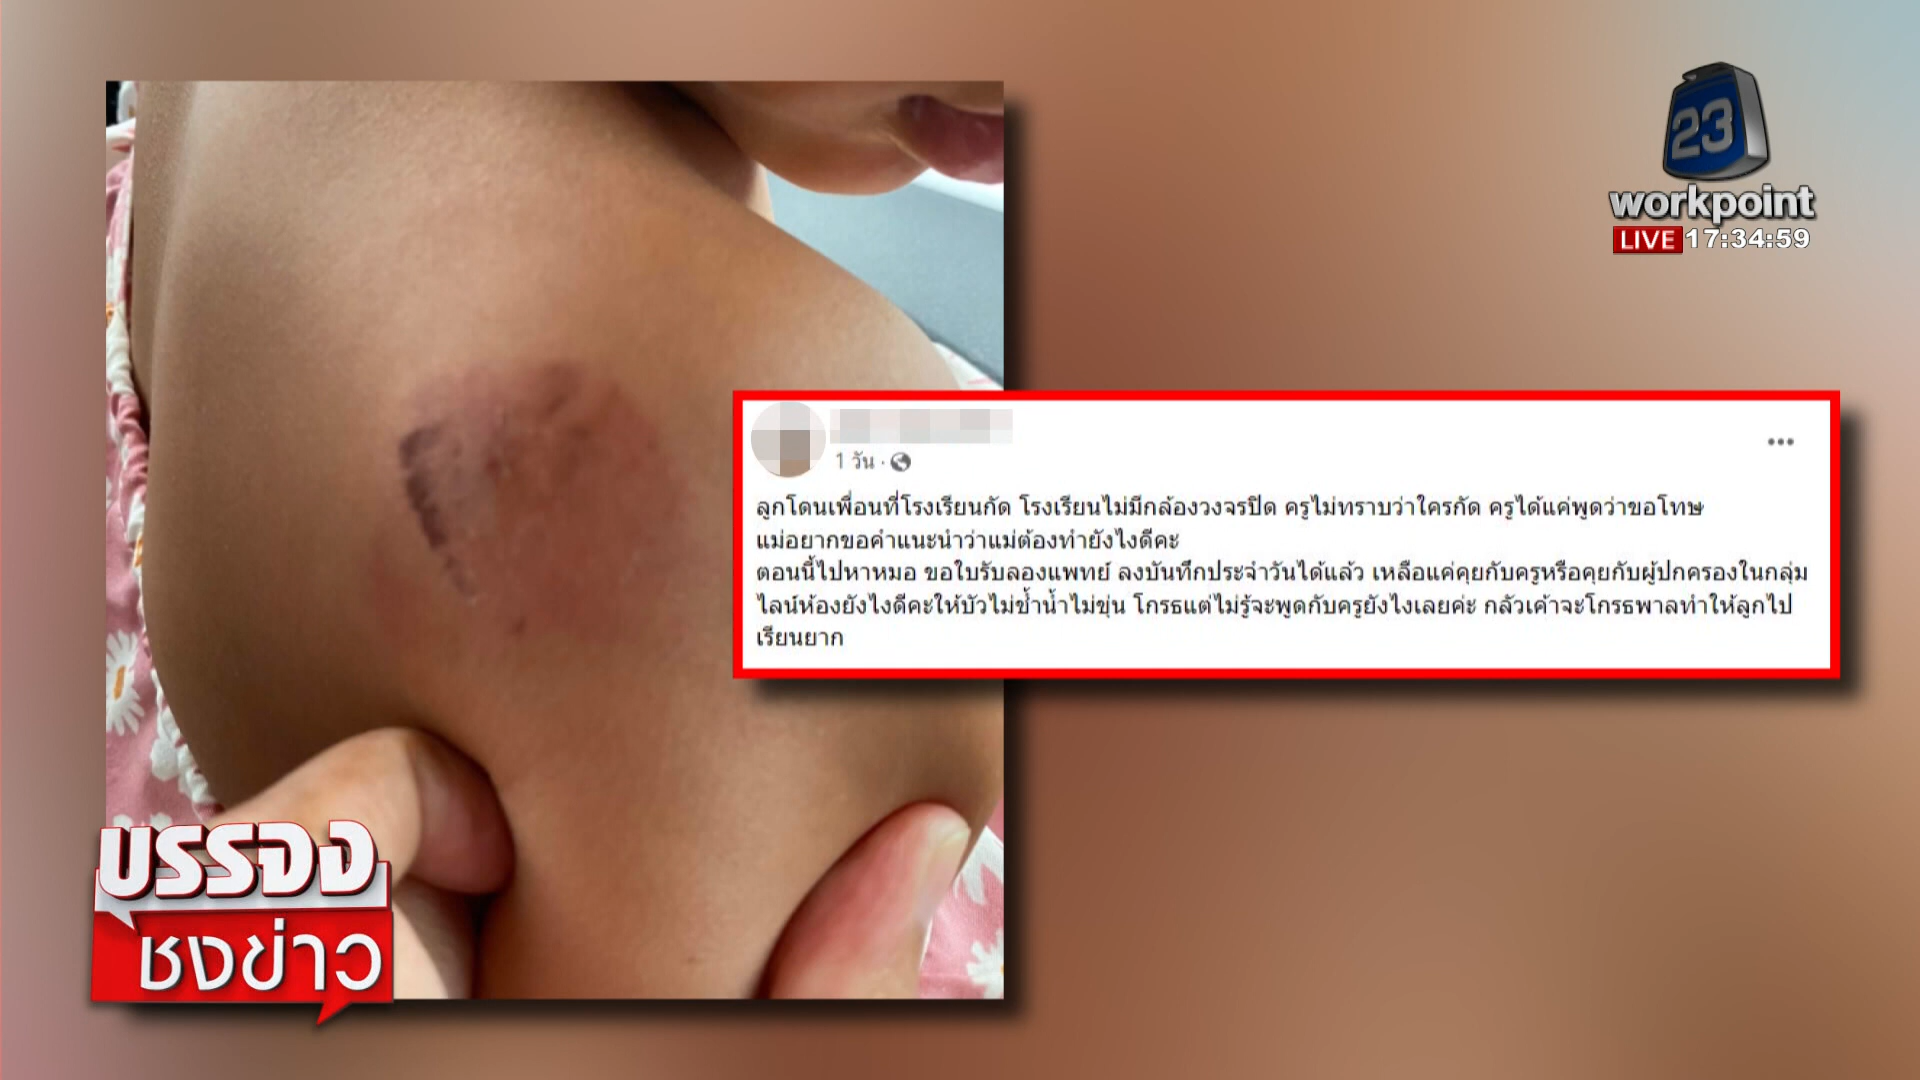 23
workpoint
LIVE 17:34:59
1 วัน ·
ลูกโดนเพื่อนที่โรงเรียนกัด โรงเรียนไม่มีกล้องวงจรปิด ครูไม่ทราบว่าใครกัด ครูได้แค่พูดว่าขอโทษ
แม่อยากขอคำแนะนำว่าแม่ต้องทำยังไงดีคะ
ตอนนี้ไปหาหมอ ขอใบรับลองแพทย์ ลงบันทึกประจำวันได้แล้ว เหลือแค่คุยกับครูหรือคุยกับผู้ปกครองในกลุ่ม
ไลน์ห้องยังไงดีคะให้บัวไม่ช้ำน้ำไม่ขุ่น โกรธแต่ไม่รู้จะพูดกับครูยังไงเลยค่ะ กลัวเค้าจะโกรธพาลทำให้ลูกไป
เรียนยาก
บรรจง
ชงข่าว